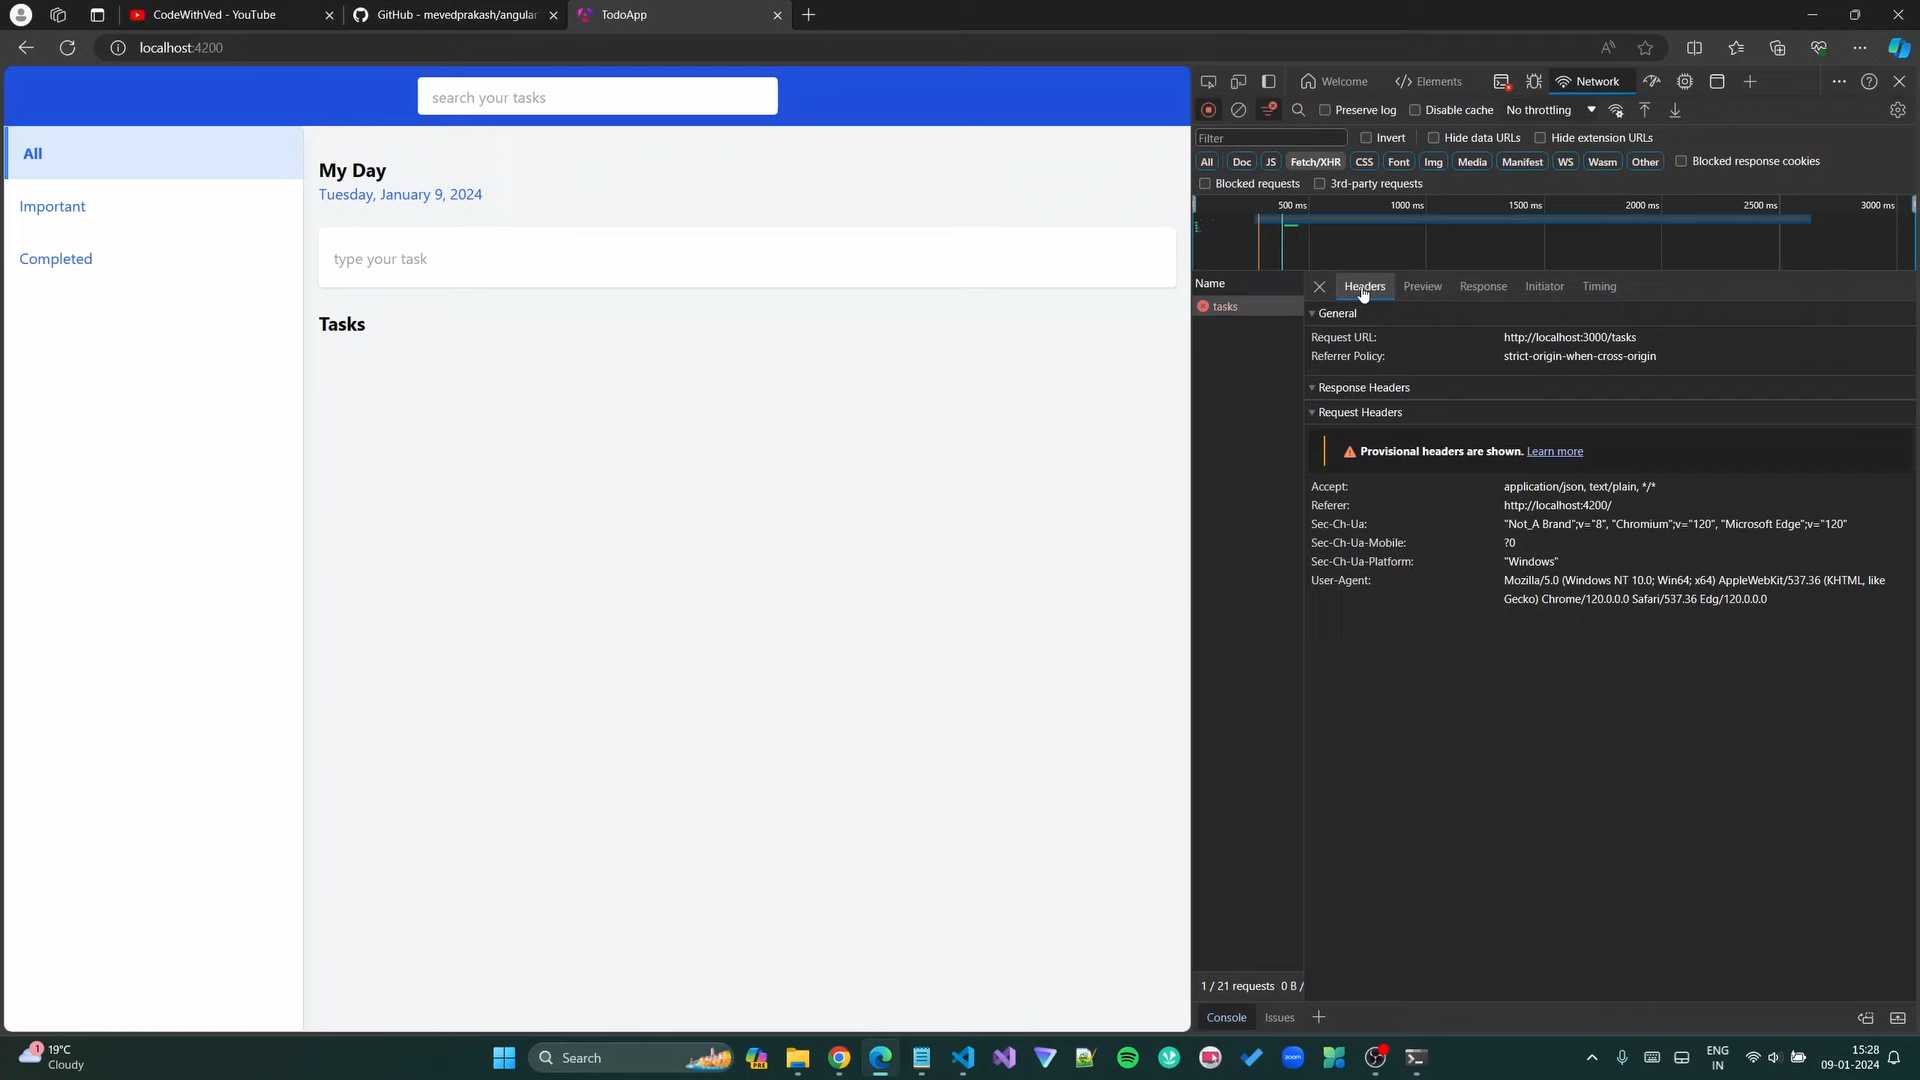 CodeWithVed - YouTube
GitHub - mevedprakash/angular
TodoApp
localhost:4200
search your tasks
All
Important
Completed
My Day
Tuesday, January 9, 2024
type your task
Tasks
Welcome
Elements
Network
Preserve log
Disable cache
No throttling
Filter
Invert
Hide data URLs
Hide extension URLs
All
Doc
JS
Fetch/XHR
CSS
Font
Img
Media
Manifest
WS
Wasm
Other
Blocked response cookies
Blocked requests
3rd-party requests
500 ms
1000 ms
1500 ms
2000 ms
2500 ms
3000 ms
Name
Headers
Preview
Response
Initiator
Timing
tasks
General
Request URL: http://localhost:3000/tasks
Referrer Policy: strict-origin-when-cross-origin
Response Headers
Request Headers
Provisional headers are shown. Learn more
Accept: application/json, text/plain, */*
Referer: http://localhost:4200/
Sec-Ch-Ua: "Not_A Brand";v="8", "Chromium";v="120", "Microsoft Edge";v="120"
Sec-Ch-Ua-Mobile: ?0
Sec-Ch-Ua-Platform: "Windows"
User-Agent: Mozilla/5.0 (Windows NT 10.0; Win64; x64) AppleWebKit/537.36 (KHTML, like
Gecko) Chrome/120.0.0.0 Safari/537.36 Edg/120.0.0.0
1 / 21 requests 0 B /
Console
Issues
1
19°C
Cloudy
Search
PRE
zoom
ENG
IN
15:28
09-01-2024